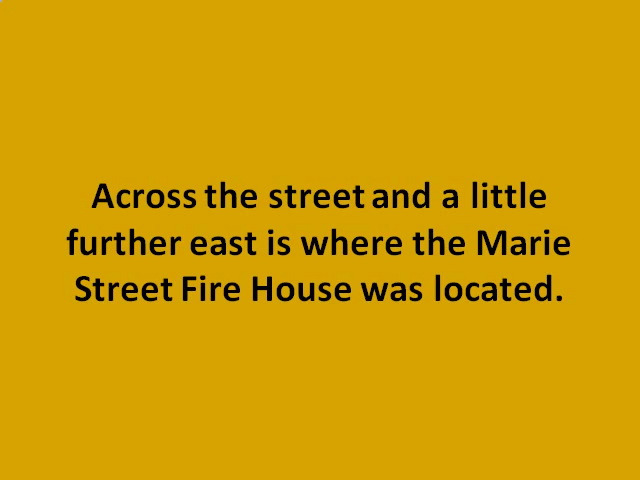 Across the street and a little
further east is where the Marie
Street Fire House was located.